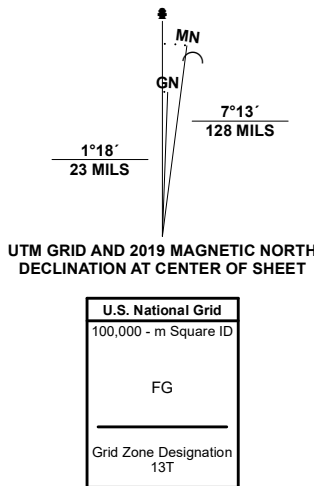 MN
GN
7°13´
128 MILS
1°18´
23 MILS
UTM GRID AND 2019 MAGNETIC NORTH
DECLINATION AT CENTER OF SHEET
U.S. National Grid
100,000 - m Square ID
FG
Grid Zone Designation
13T